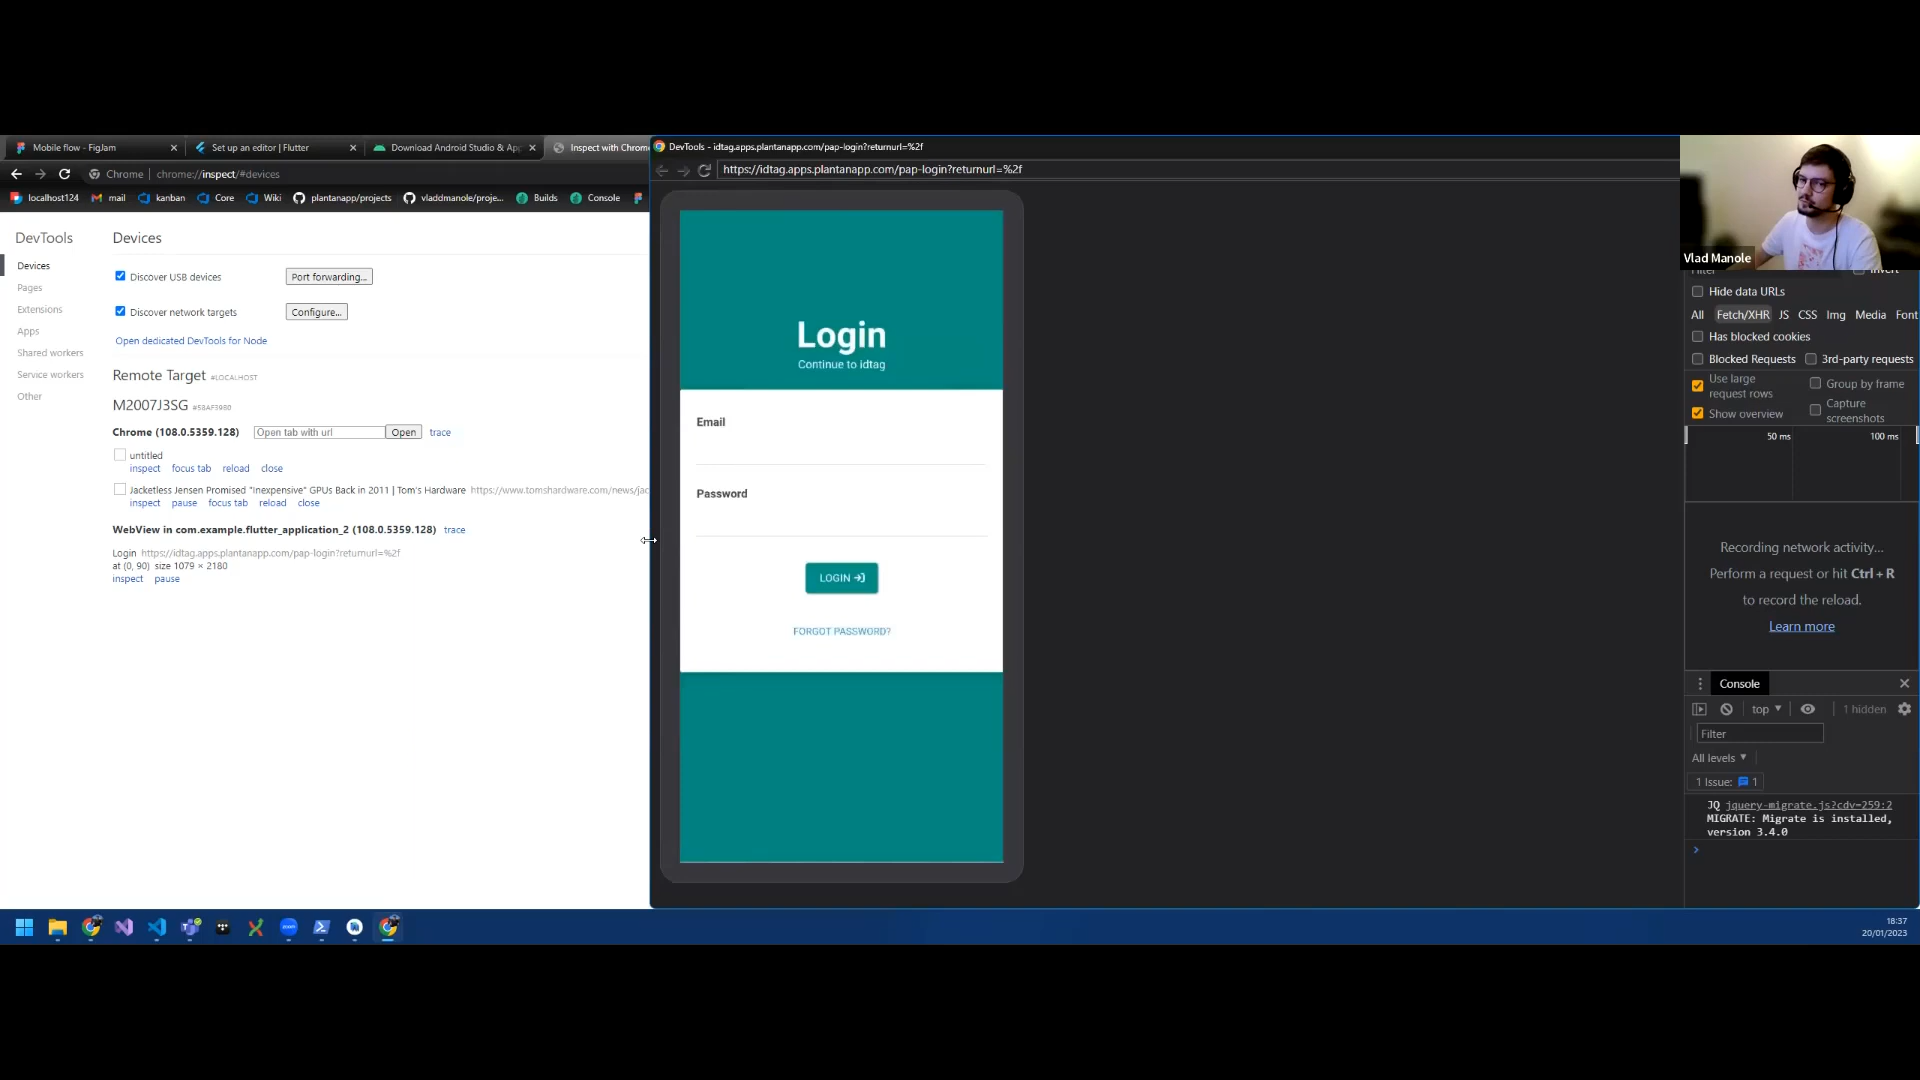 Mobile flow - FigJam
Set up an editor | Flutter
Download Android Studio & App
Inspect with Chrome
Chrome | chrome://inspect/#devices
localhost124 mail kanban Core Wiki plantanapp/projects vladdmanole/proje... Builds Console
DevTools
Devices
Pages
Extensions
Apps
Shared workers
Service workers
Other
Devices
Discover USB devices
Port forwarding...
Discover network targets
Configure...
Open dedicated DevTools for Node
Remote Target #LOCALHOST
M2007J3SG #58AF3980
Chrome (108.0.5359.128) Open tab with url Open trace
untitled
inspect focus tab reload close
Jacketless Jensen Promised "Inexpensive" GPUs Back in 2011 | Tom's Hardware https://www.tomshardware.com/news/jac
inspect pause focus tab reload close
WebView in com.example.flutter_application_2 (108.0.5359.128) trace
Login https://idtag.apps.plantanapp.com/pap-login?returnurl=%2f
at (0, 90) size 1079 × 2180
inspect pause
DevTools - idtag.apps.plantanapp.com/pap-login?returnurl=%2f
https://idtag.apps.plantanapp.com/pap-login?returnurl=%2f
Login
Continue to idtag
Email
Password
LOGIN
FORGOT PASSWORD?
Vlad Manole
Filter Invert
Hide data URLs
All Fetch/XHR JS CSS Img Media Font
Has blocked cookies
Blocked Requests 3rd-party requests
Use large request rows
Group by frame
Show overview
Capture screenshots
50 ms 100 ms
Recording network activity...
Perform a request or hit Ctrl + R
to record the reload.
Learn more
Console
top 1 hidden
Filter
All levels
1 Issue: 1
JQ jquery-migrate.js?cdv=259:2
MIGRATE: Migrate is installed,
version 3.4.0
18:37
20/01/2023